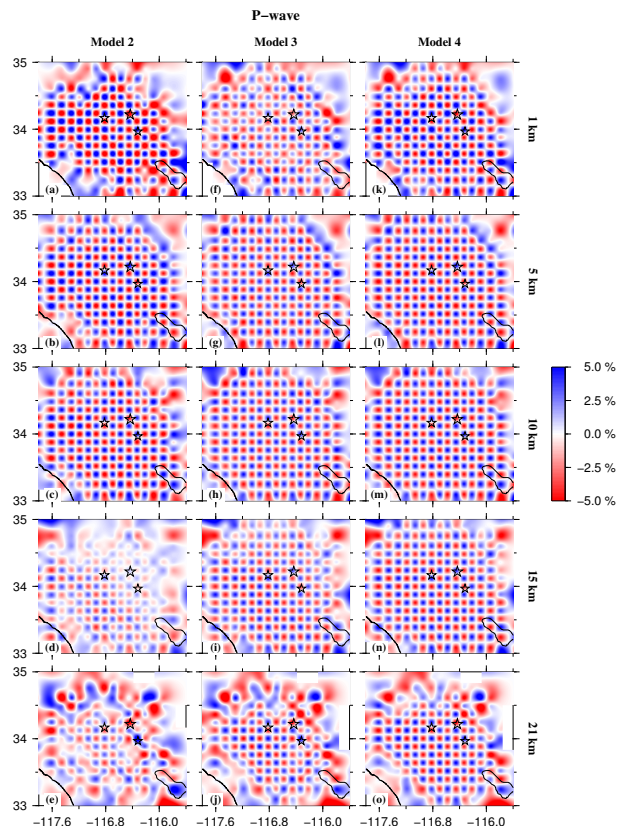 P−wave
Model 2 Model 3 Model 4
35
34
33
(a) (f) (k)
1 km
35
34
33
(b) (g) (l)
5 km
35
34
33
(c) (h) (m)
10 km
5.0 %
2.5 %
0.0 %
−2.5 %
−5.0 %
35
34
33
(d) (i) (n)
15 km
35
34
33
(e) (j) (o)
21 km
−117.6 −116.8 −116.0 −117.6 −116.8 −116.0 −117.6 −116.8 −116.0